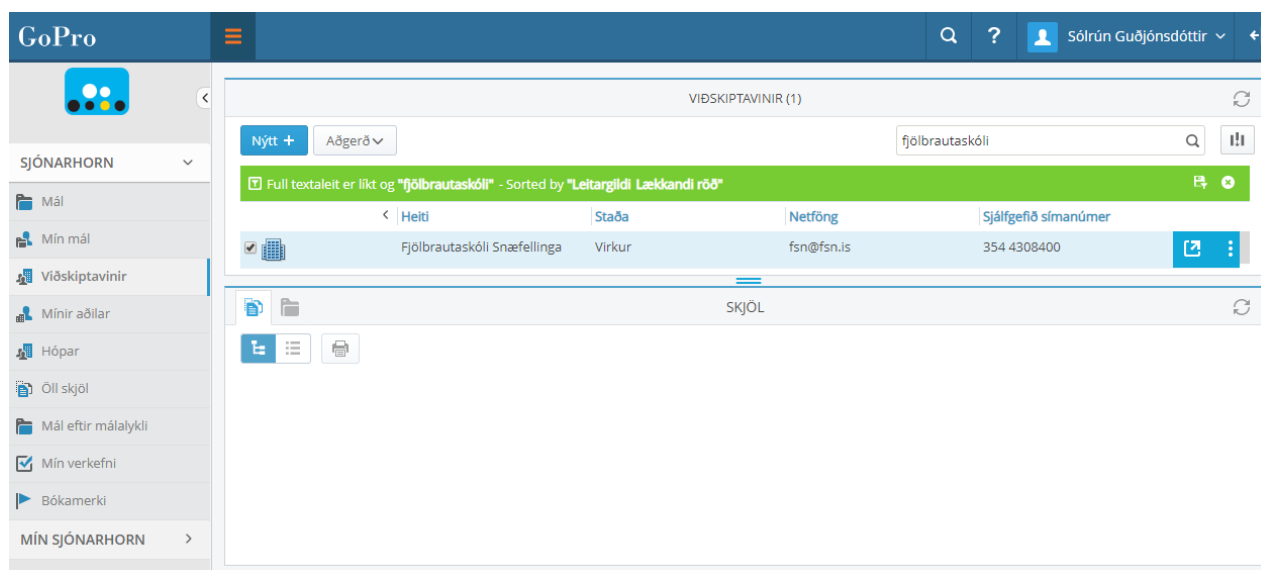 GoPro
?
Sólrún Guðjónsdóttir
VIÐSKIPTAVINIR (1)
Nýtt +
Aðgerð
fjölbrautaskóli
SJÓNARHORN
Full textaleit er líkt og "fjölbrautaskóli" - Sorted by "Leitargildi Lækkandi röð"
Mál
Heiti
Staða
Netföng
Sjálfgefið símanúmer
Mín mál
Fjölbrautaskóli Snæfellinga
Virkur
fsn@fsn.is
354 4308400
Viðskiptavinir
Mínir aðilar
SKJÖL
Hópar
Öll skjöl
Mál eftir málalykli
Mín verkefni
Bókamerki
MÍN SJÓNARHORN